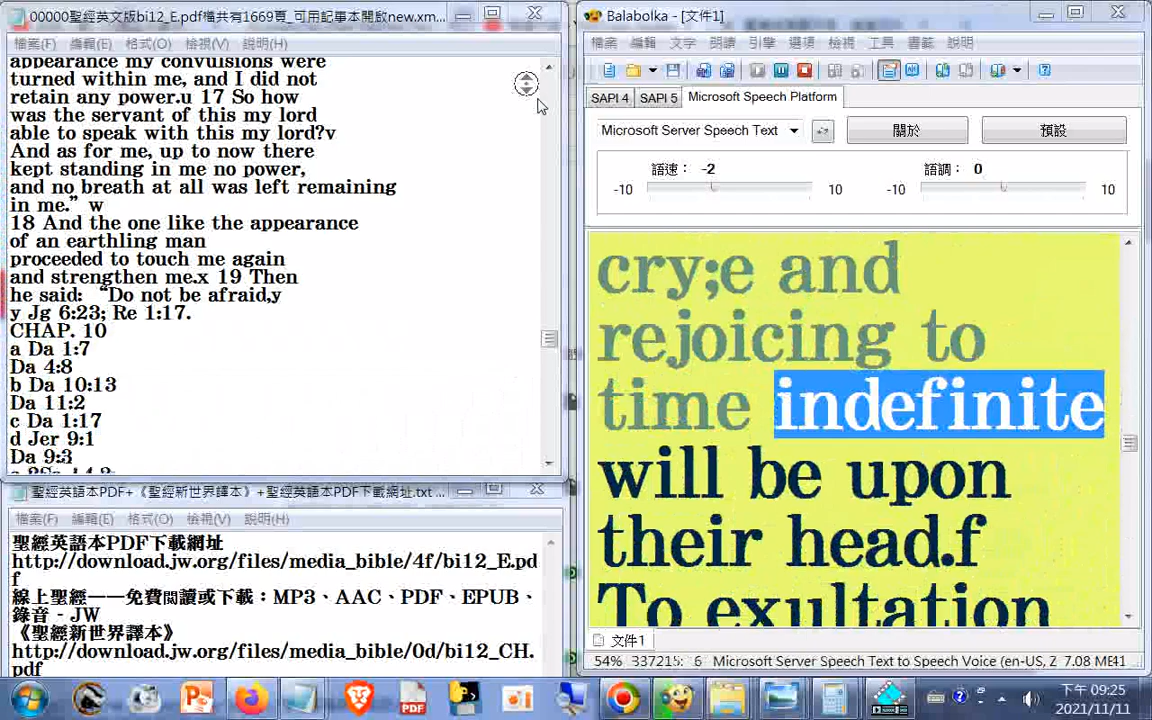 00000聖經英文版bi12_E.pdf檔共有1669頁_可用記事本開啟new.xm...
檔案(F) 編輯(E) 格式(O) 檢視(V) 說明(H)
appearance my convulsions were
turned within me, and I did not
retain any power.u 17 So how
was the servant of this my lord
able to speak with this my lord?v
And as for me, up to now there
kept standing in me no power,
and no breath at all was left remaining
in me.” w
18 And the one like the appearance
of an earthling man
proceeded to touch me again
and strengthen me.x 19 Then
he said: “Do not be afraid,y
y Jg 6:23; Re 1:17.
CHAP. 10
a Da 1:7
Da 4:8
b Da 10:13
Da 11:2
c Da 1:17
d Jer 9:1
Da 9:3
聖經英語本PDF+《聖經新世界譯本》+聖經英語本PDF下載網址.txt ...
檔案(F) 編輯(E) 格式(O) 檢視(V) 說明(H)
聖經英語本PDF下載網址
http://download.jw.org/files/media_bible/4f/bi12_E.pd
f
線上聖經——免費閱讀或下載：MP3、AAC、PDF、EPUB、
錄音 - JW
《聖經新世界譯本》
http://download.jw.org/files/media_bible/0d/bi12_CH.
pdf
Balabolka - [文件1]
檔案 編輯 文字 朗讀 引擎 選項 檢視 工具 書籤 說明
SAPI 4 SAPI 5 Microsoft Speech Platform
Microsoft Server Speech Text 關於 預設
語速： -2 語調： 0
-10 10 -10 10
cry;e and
rejoicing to
time indefinite
will be upon
their head.f
To exultation
文件1
54% 337215: 6 Microsoft Server Speech Text to Speech Voice (en-US, Z 7.08 ME41
PDF
下午 09:25
2021/11/11